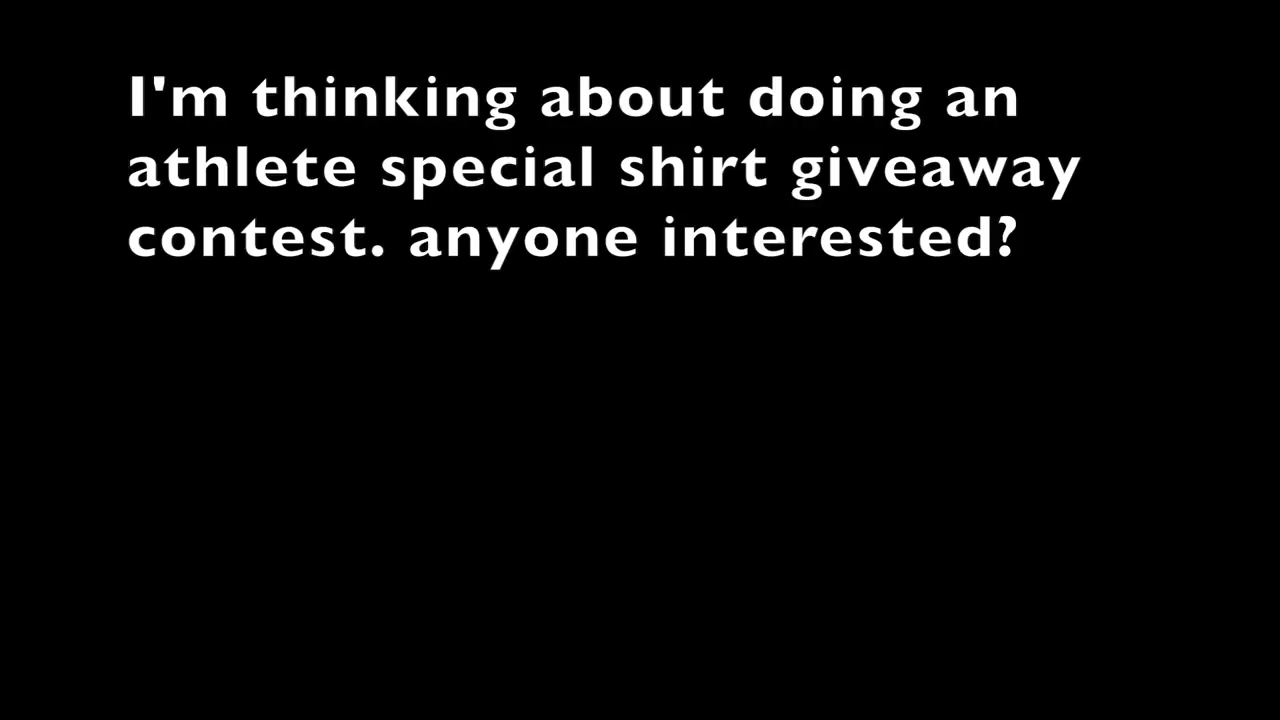 I'm thinking about doing an
athlete special shirt giveaway
contest. anyone interested?